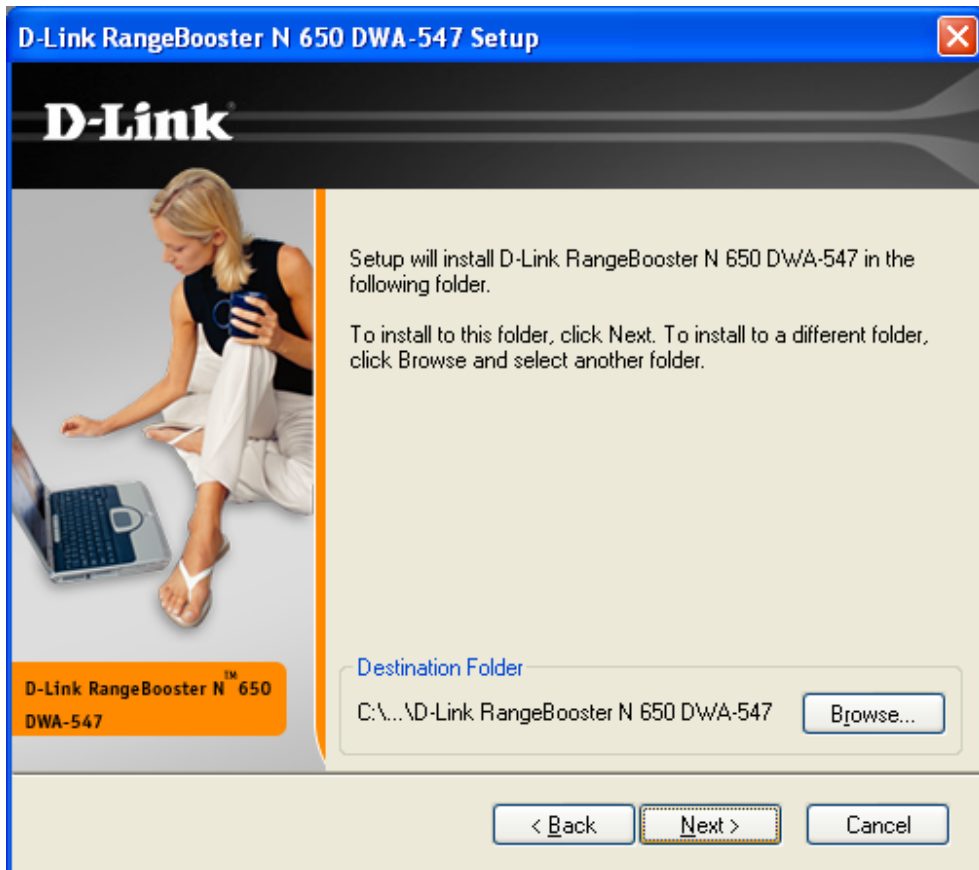 D-Link RangeBooster N 650 DWA-547 Setup
D-Link®
Setup will install D-Link RangeBooster N 650 DWA-547 in the
following folder.
To install to this folder, click Next. To install to a different folder,
click Browse and select another folder.
D-Link RangeBooster N™ 650
DWA-547
Destination Folder
C:\...\D-Link RangeBooster N 650 DWA-547
Browse...
< Back
Next >
Cancel